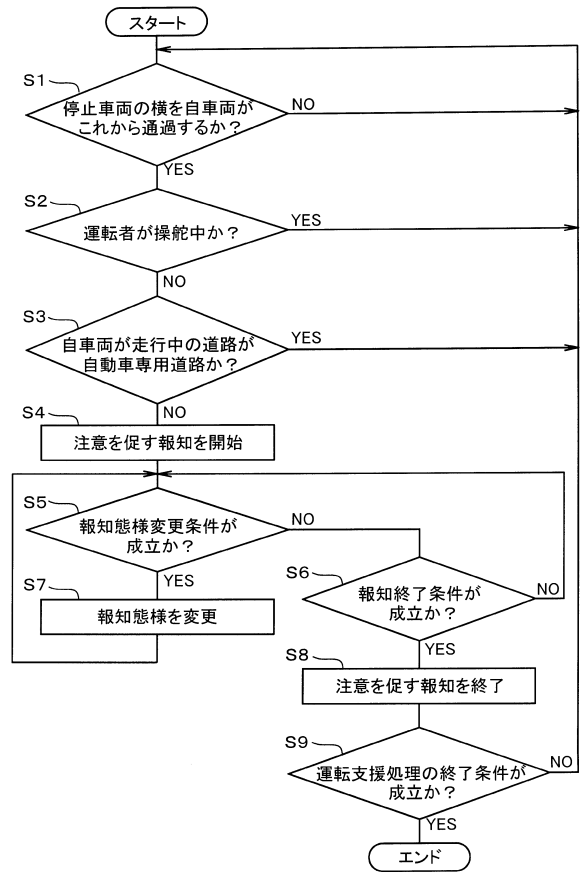 スタート
S1
停止車両の横を自車両が
これから通過するか？
NO
YES
S2
運転者が操舵中か？
YES
NO
S3
自車両が走行中の道路が
自動車専用道路か？
YES
NO
S4
注意を促す報知を開始
S5
報知態様変更条件が
成立か？
NO
YES
S6
報知終了条件が
成立か？
NO
YES
S7
報知態様を変更
S8
注意を促す報知を終了
S9
運転支援処理の終了条件が
成立か？
NO
YES
エンド